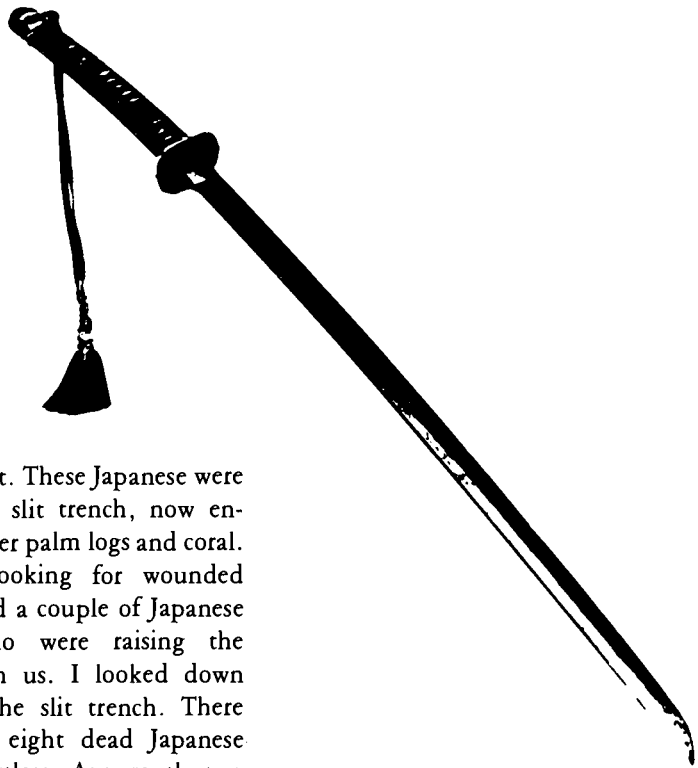 t. These Japanese were
slit trench, now en-
er palm logs and coral.
ooking for wounded
d a couple of Japanese
o were raising the
n us. I looked down
he slit trench. There
eight dead Japanese